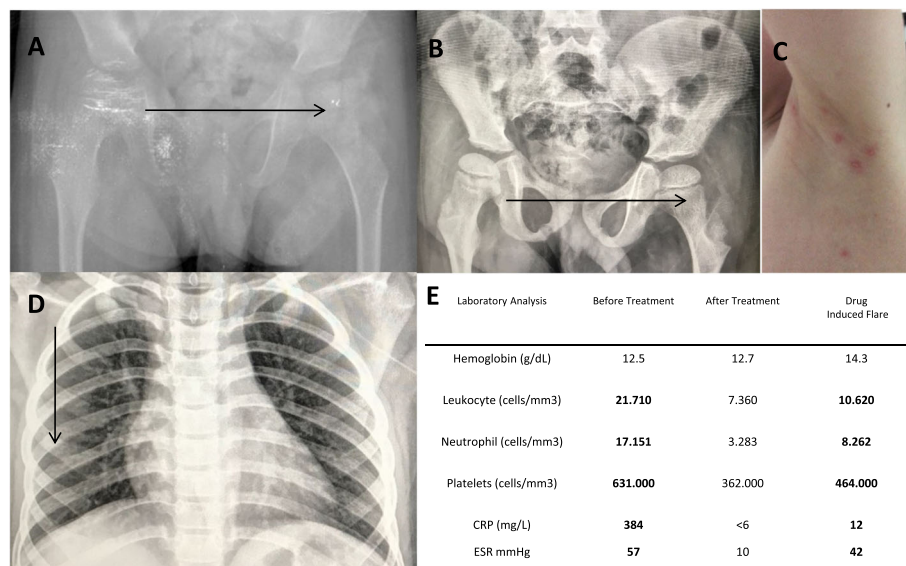 A
B
C
D
E
Laboratory Analysis Before Treatment After Treatment Drug
Induced Flare
Hemoglobin (g/dL) 12.5 12.7 14.3
Leukocyte (cells/mm3) 21.710 7.360 10.620
Neutrophil (cells/mm3) 17.151 3.283 8.262
Platelets (cells/mm3) 631.000 362.000 464.000
CRP (mg/L) 384 <6 12
ESR mmHg 57 10 42